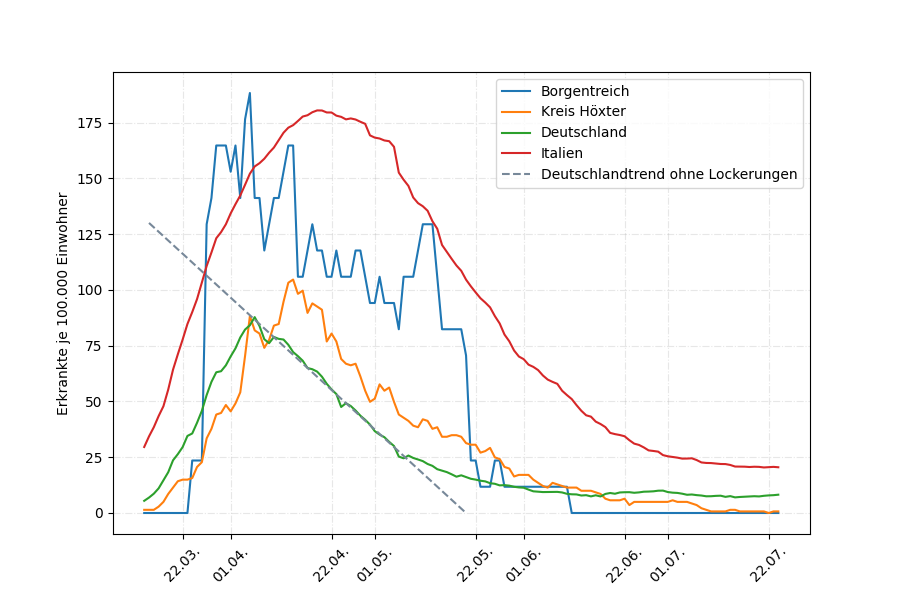 Borgentreich
Kreis Höxter
Deutschland
Italien
Deutschlandtrend ohne Lockerungen
Erkrankte je 100.000 Einwohner
175
150
125
100
75
50
25
0
22.03.
01.04.
22.04.
01.05.
22.05.
01.06.
22.06.
01.07.
22.07.